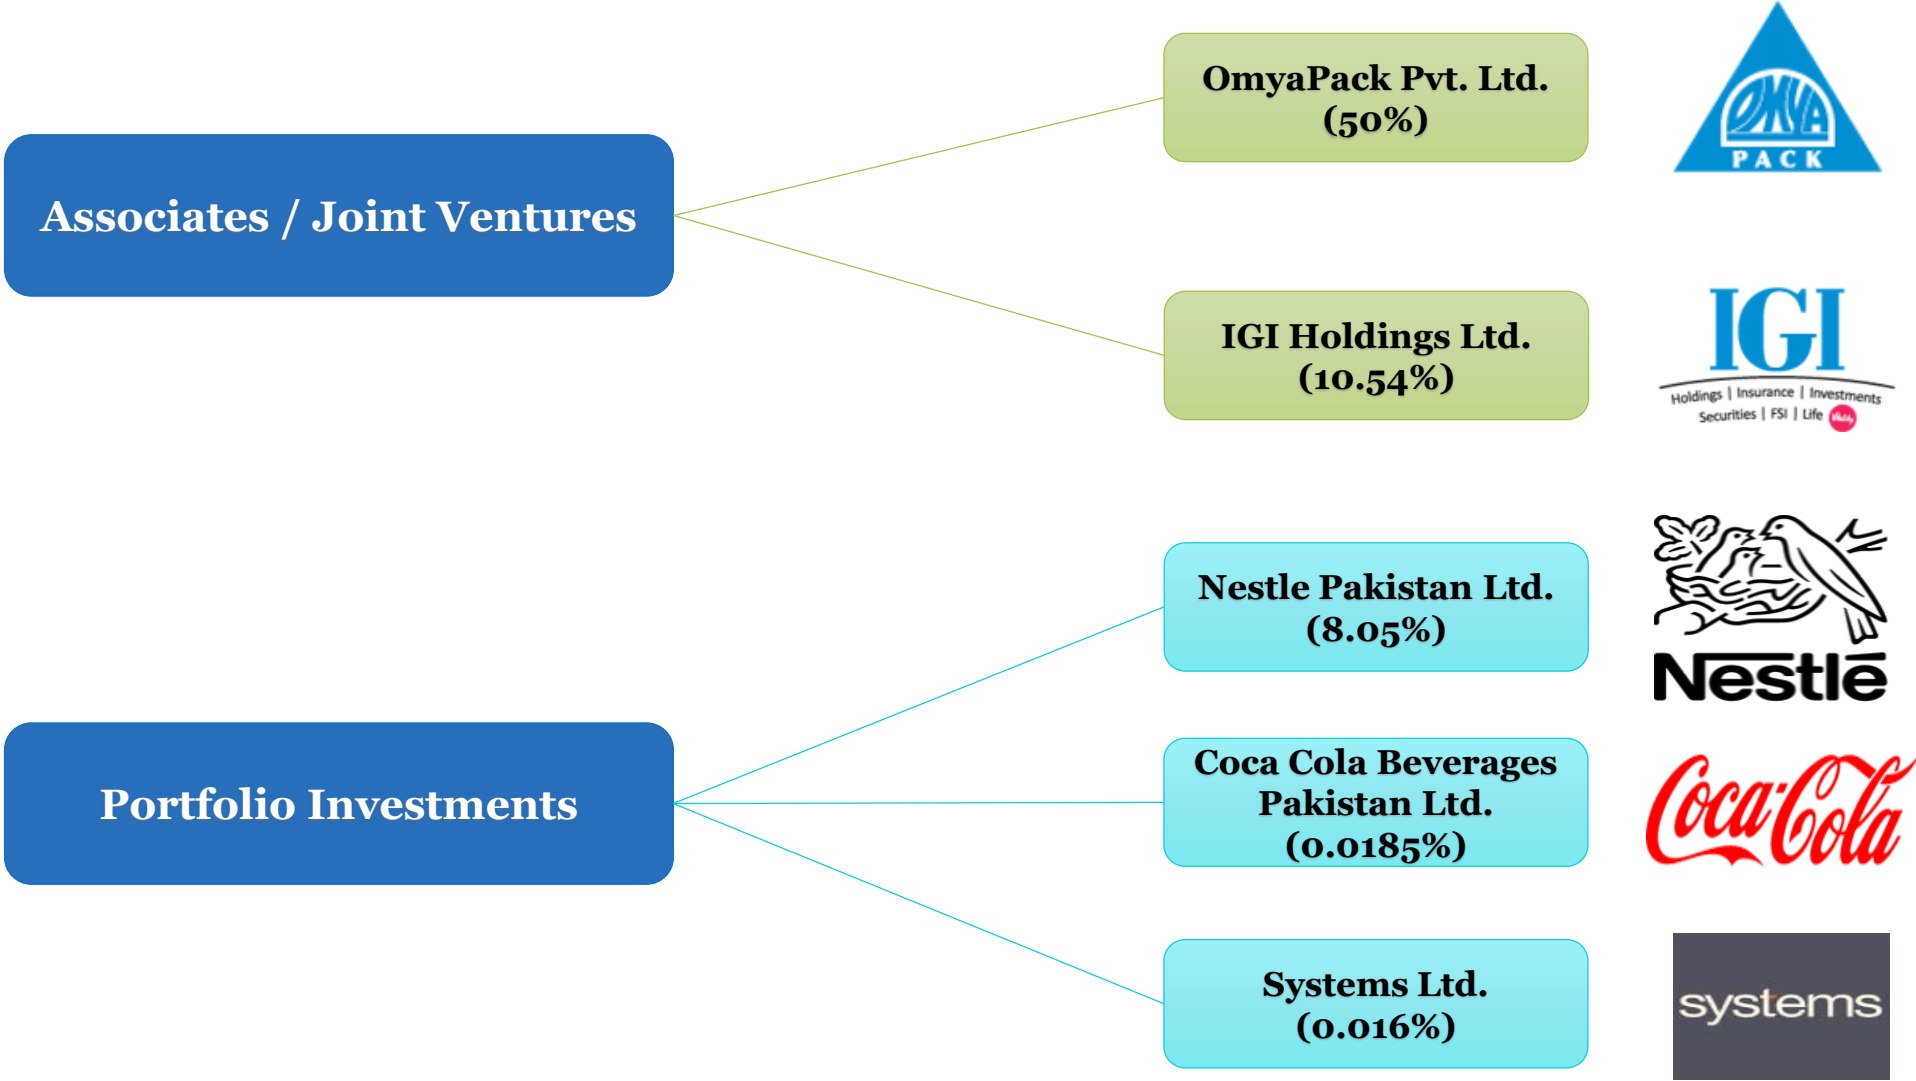 Associates / Joint Ventures
OmyaPack Pvt. Ltd.
(50%)
OMYA
PACK
IGI Holdings Ltd.
(10.54%)
IGI
Holdings | Insurance | Investments
Securities | FSI | Life
Portfolio Investments
Nestle Pakistan Ltd.
(8.05%)
Nestlé
Coca Cola Beverages
Pakistan Ltd.
(0.0185%)
Coca-Cola
Systems Ltd.
(0.016%)
systems